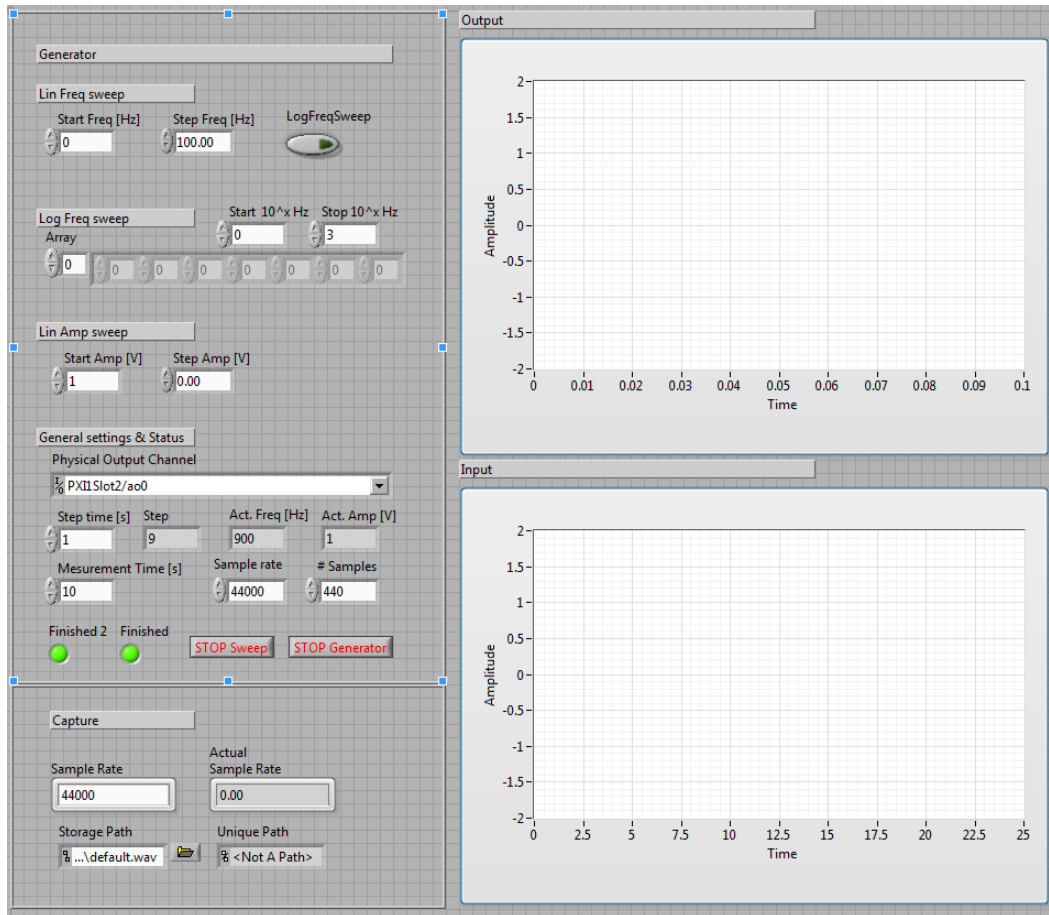 Generator
Lin Freq sweep
Start Freq [Hz] Step Freq [Hz] LogFreqSweep
0 100.00
Log Freq sweep Start 10^x Hz Stop 10^x Hz
0 3
Array
0 0 0 0 0 0 0 0
Lin Amp sweep
Start Amp [V] Step Amp [V]
1 0.00
General settings & Status
Physical Output Channel
I/0 PXI1Slot2/ao0
Step time [s] Step Act. Freq [Hz] Act. Amp [V]
1 9 900 1
Mesurement Time [s] Sample rate # Samples
10 44000 440
Finished 2 Finished STOP Sweep STOP Generator
Capture
Sample Rate Actual Sample Rate
44000 0.00
Storage Path Unique Path
...\default.wav <Not A Path>
Output
2
1.5
1
0.5
0
-0.5
-1
-1.5
-2
Amplitude
0 0.01 0.02 0.03 0.04 0.05 0.06 0.07 0.08 0.09 0.1
Time
Input
2
1.5
1
0.5
0
-0.5
-1
-1.5
-2
Amplitude
0 2.5 5 7.5 10 12.5 15 17.5 20 22.5 25
Time